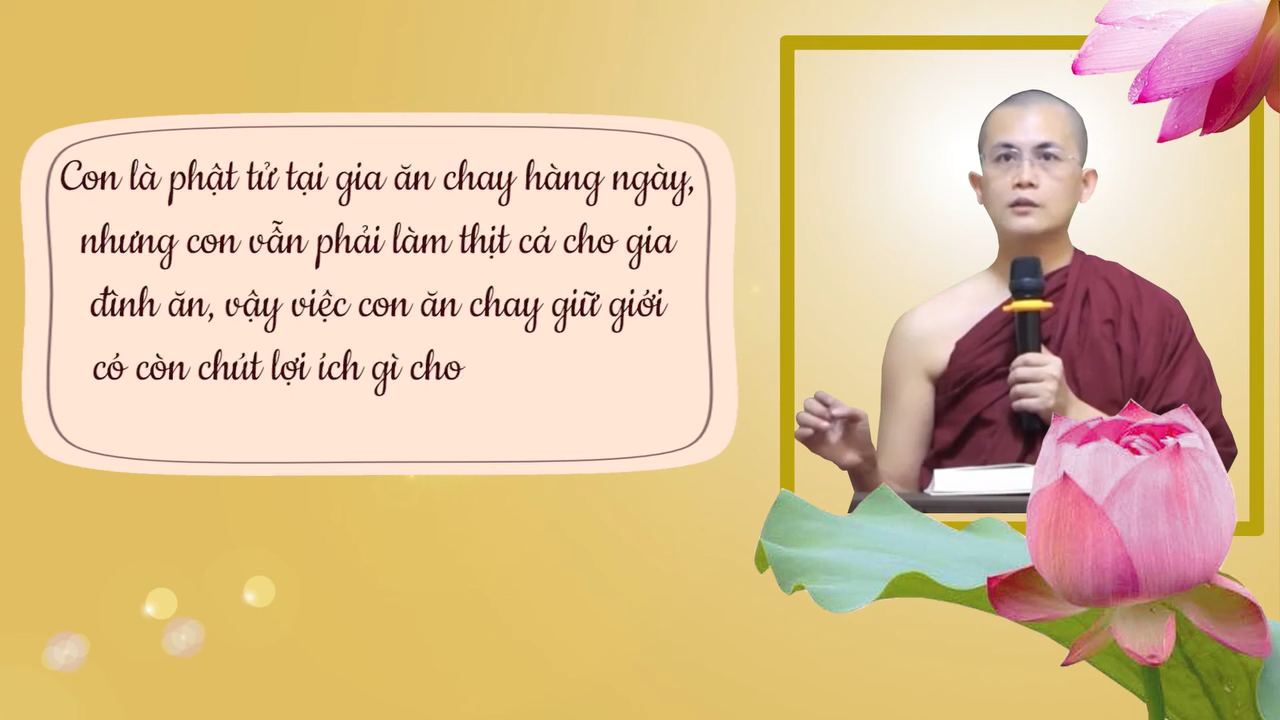 Con là phật tử tại gia ăn chay hàng ngày,
nhưng con vẫn phải làm thịt cá cho gia
đình ăn, vậy việc con ăn chay giữ giới
có còn chút lợi ích gì cho